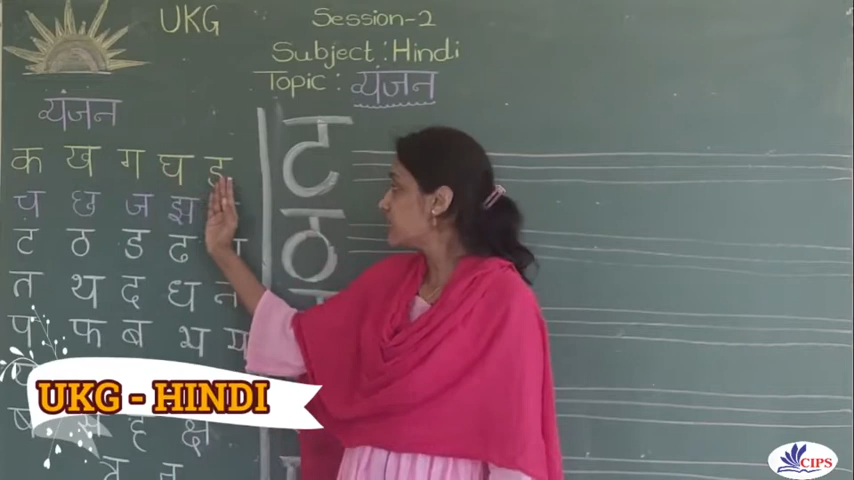 UKG
Session-2
Subject : Hindi
Topic : व्यंजन
व्यंजन
क ख ग घ ङ
च छ ज झ
ट ठ ड ढ
त थ द ध न
प फ ब भ म
ह क्ष
त्र
ट
ठ
UKG - HINDI
CIPS